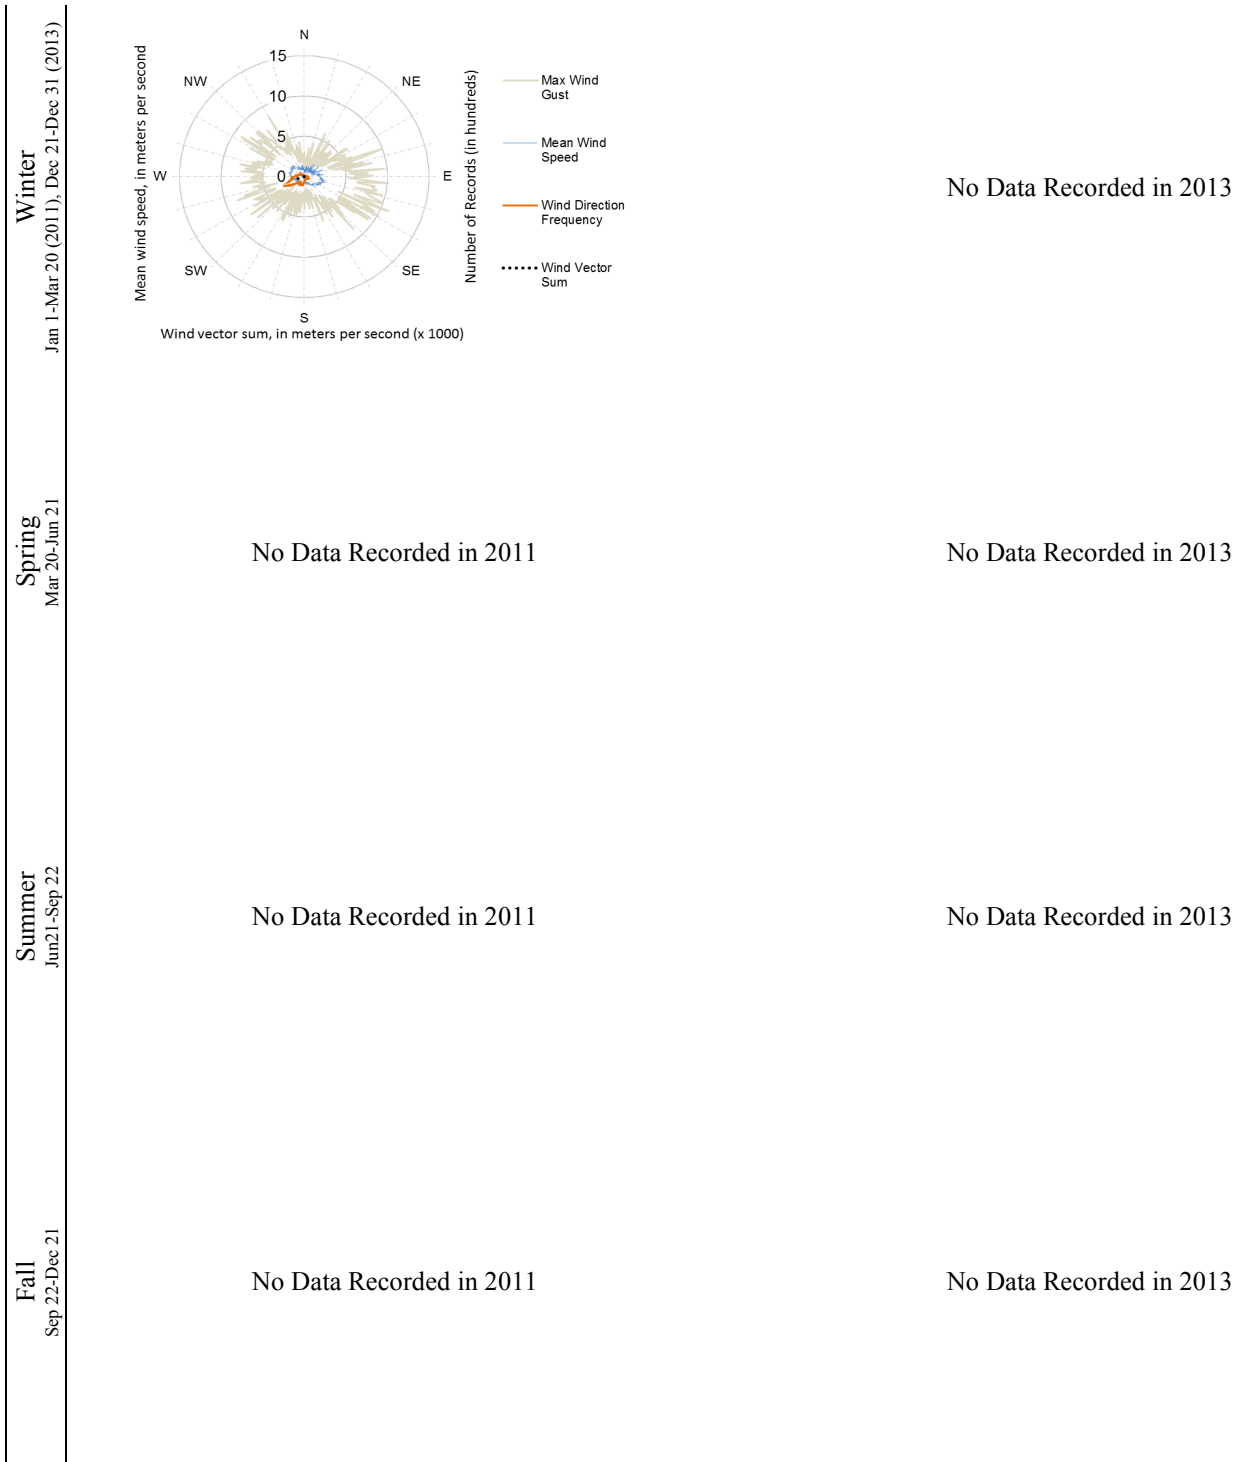 Winter
Jan 1-Mar 20 (2011), Dec 21-Dec 31 (2013)
Mean wind speed, in meters per second
N
NE
E
SE
S
SW
W
NW
15
10
5
0
Wind vector sum, in meters per second (x 1000)
Number of Records (in hundreds)
Max Wind
Gust
Mean Wind
Speed
Wind Direction
Frequency
Wind Vector
Sum
No Data Recorded in 2013
Spring
Mar 20-Jun 21
No Data Recorded in 2011
No Data Recorded in 2013
Summer
Jun21-Sep 22
No Data Recorded in 2011
No Data Recorded in 2013
Fall
Sep 22-Dec 21
No Data Recorded in 2011
No Data Recorded in 2013